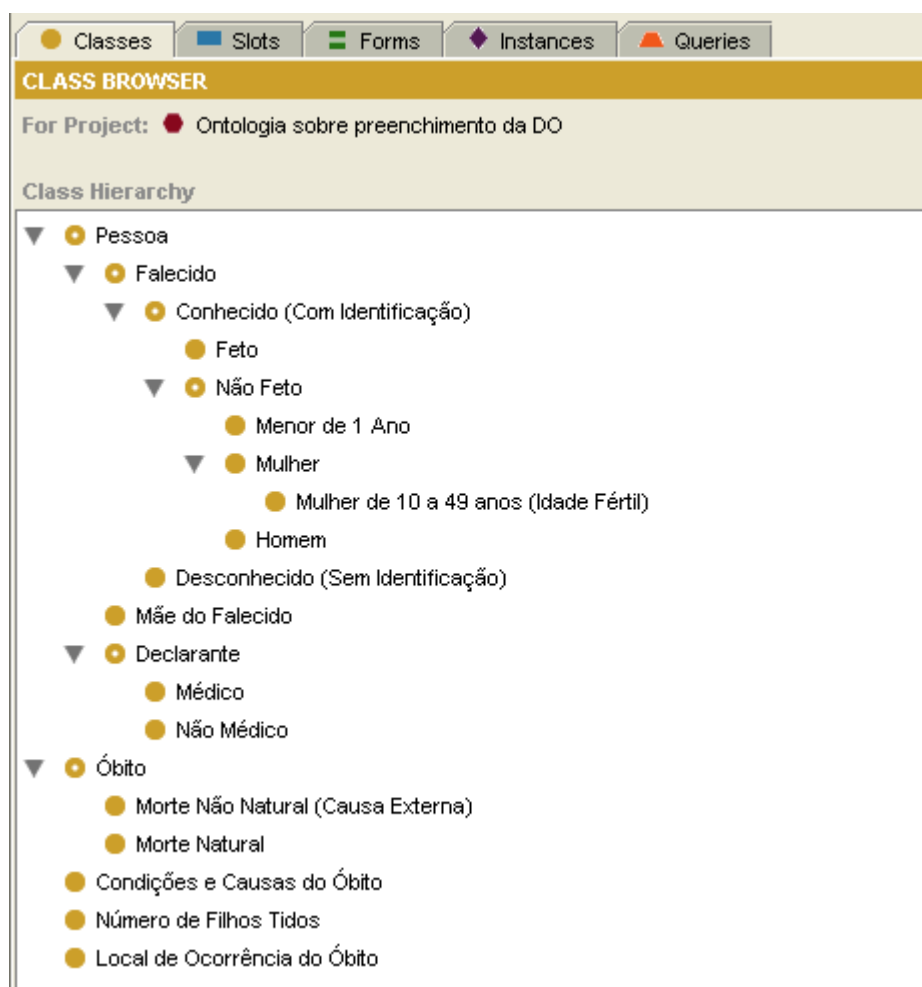 Classes Slots Forms Instances Queries
CLASS BROWSER
For Project: Ontologia sobre preenchimento da DO
Class Hierarchy
Pessoa
Falecido
Conhecido (Com Identificação)
Feto
Não Feto
Menor de 1 Ano
Mulher
Mulher de 10 a 49 anos (Idade Fértil)
Homem
Desconhecido (Sem Identificação)
Mãe do Falecido
Declarante
Médico
Não Médico
Óbito
Morte Não Natural (Causa Externa)
Morte Natural
Condições e Causas do Óbito
Número de Filhos Tidos
Local de Ocorrência do Óbito